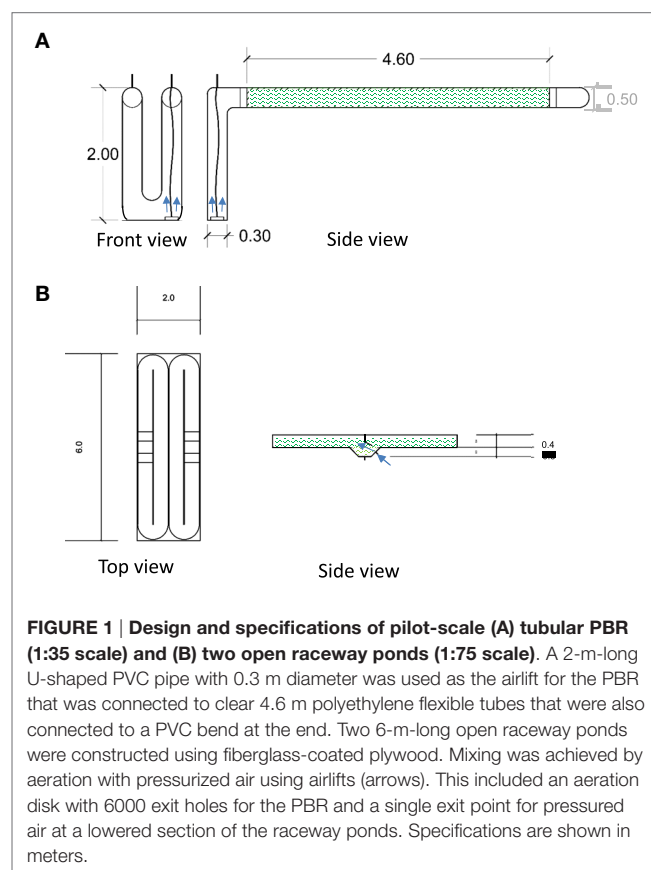 A
4.60
0.50
2.00
Front view
0.30
Side view
B
2.0
6.0
0.4
Top view
Side view
FIGURE 1 | Design and specifications of pilot-scale (A) tubular PBR
(1:35 scale) and (B) two open raceway ponds (1:75 scale). A 2-m-long
U-shaped PVC pipe with 0.3 m diameter was used as the airlift for the PBR
that was connected to clear 4.6 m polyethylene flexible tubes that were also
connected to a PVC bend at the end. Two 6-m-long open raceway ponds
were constructed using fiberglass-coated plywood. Mixing was achieved by
aeration with pressurized air using airlifts (arrows). This included an aeration
disk with 6000 exit holes for the PBR and a single exit point for pressured
air at a lowered section of the raceway ponds. Specifications are shown in
meters.